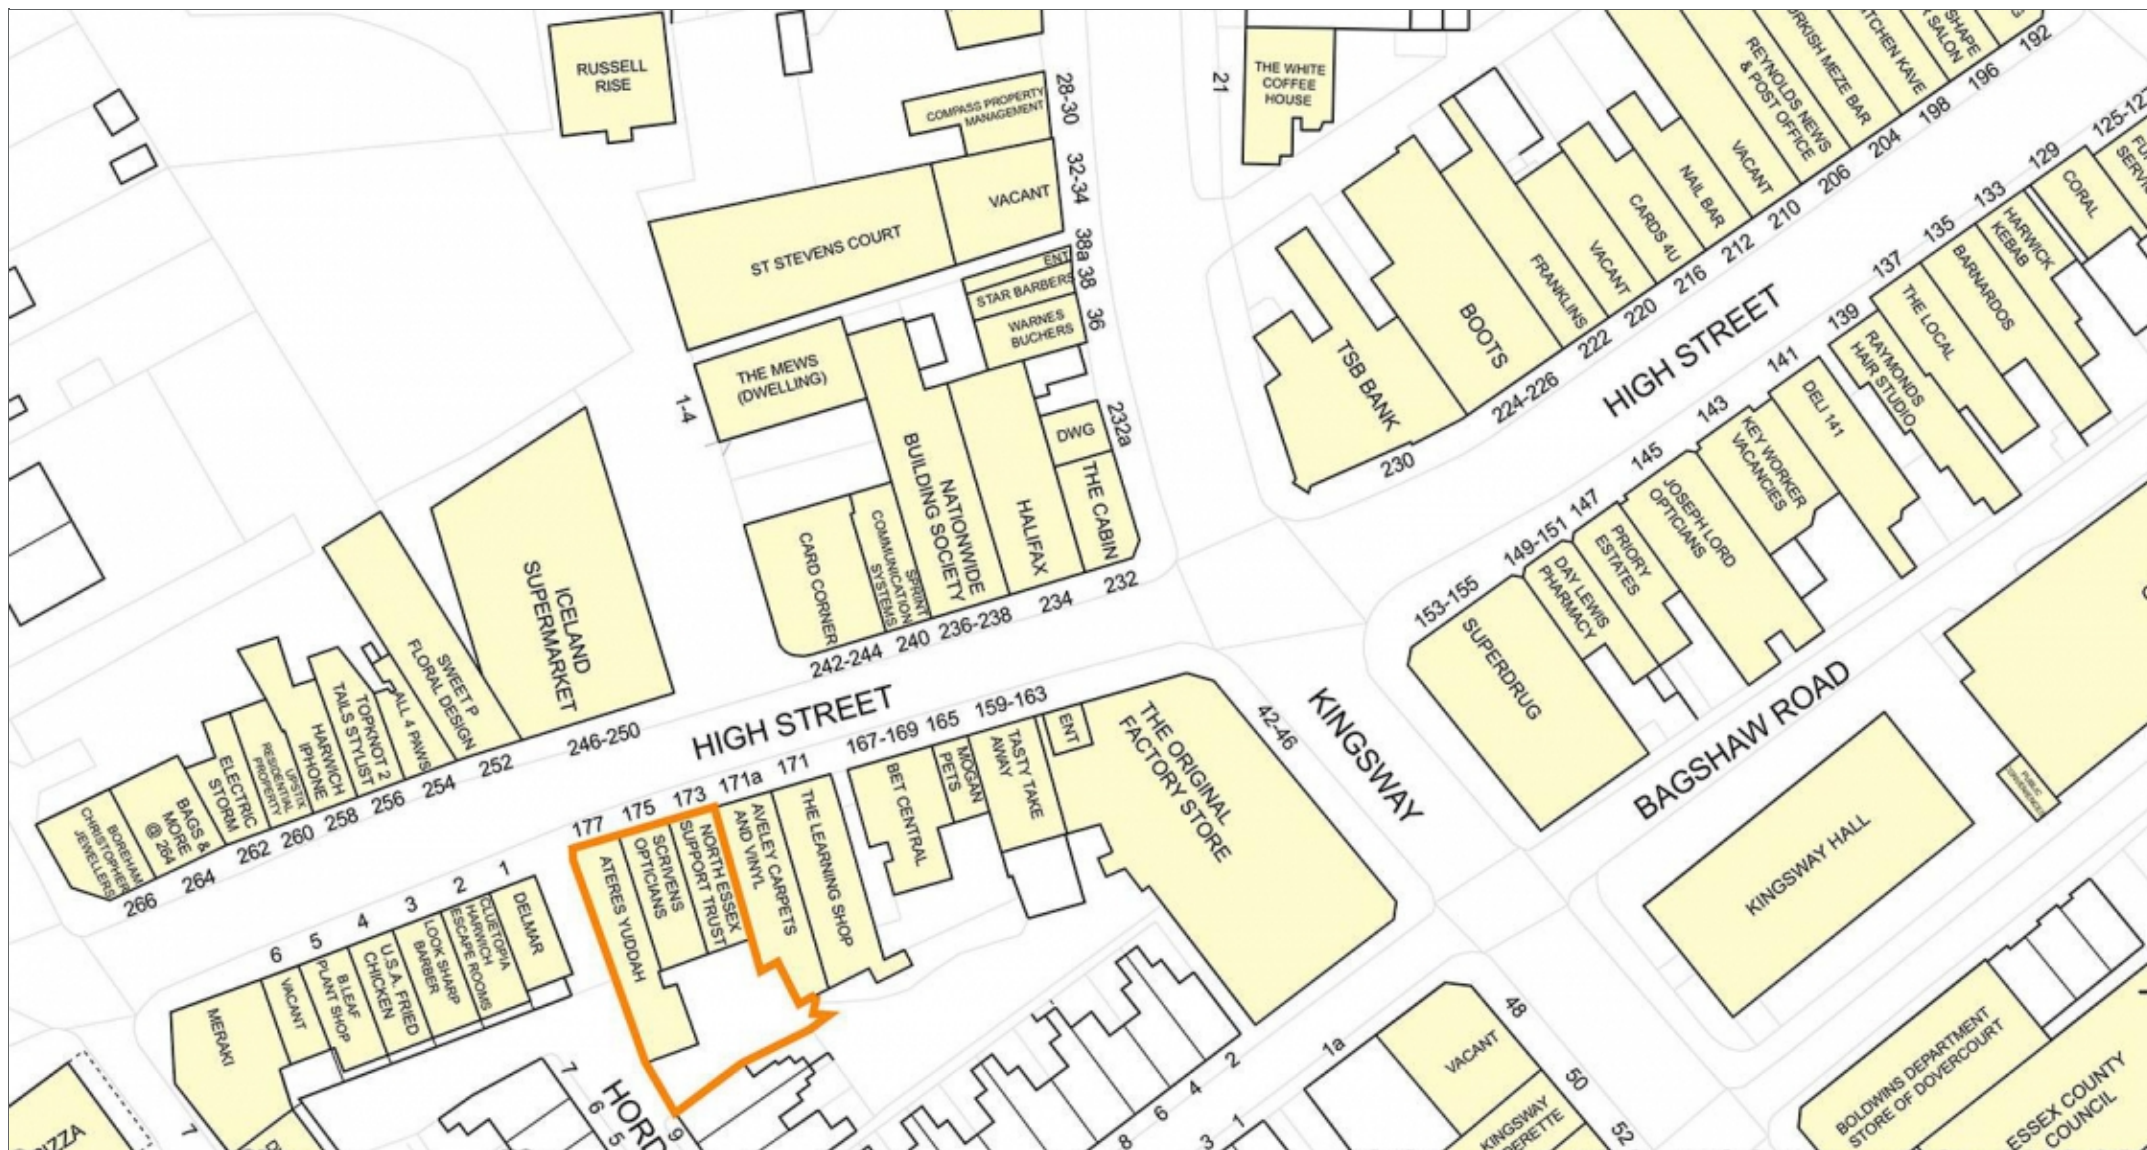 RUSSELL
RISE
28-30
COMPASS PROPERTY
MANAGEMENT
32-34
VACANT
ST STEVENS COURT
38a
ENT
38
STAR BARBERS
36
WARNES
BUCHERS
THE MEWS
(DWELLING)
1-4
232a
DWG
THE CABIN
HALIFAX
NATIONWIDE
BUILDING SOCIETY
SPRINT
COMMUNICATION
SYSTEMS
CARD CORNER
242-244
240
236-238
234
232
21
THE WHITE
COFFEE
HOUSE
SHAPE
SALON
KAVE
MEZE BAR
REYNOLDS NEWS
& POST OFFICE
VACANT
NAIL BAR
CARDS 4U
VACANT
FRANKLINS
BOOTS
TSB BANK
192
196
198
204
206
210
212
216
220
222
224-226
230
HIGH STREET
129
133
135
137
139
141
143
145
147
149-151
153-155
CORAL
HARWICK
KEBAB
BARNARDOS
THE LOCAL
RAYMONDS
HAIR STUDIO
DELI 141
KEY WORKER
VACANCIES
JOSEPH LORD
OPTICIANS
PRIORY
ESTATES
DAY LEWIS
PHARMACY
SUPERDRUG
BAGSHAW ROAD
KINGSWAY HALL
KINGSWAY
42-46
ICELAND
SUPERMARKET
SWEET P
FLORAL DESIGN
ALL 4 PAWS
TOPKNOT 2
TAILS STYLIST
HARWICH
IPHONE
UPSTIX
RESIDENTIAL
PROPERTY
ELECTRIC
STORM
BAGS &
MORE
@ 264
BOREHAM
CHRISTOPHER
JEWELLERS
246-250
252
254
256
258
260
262
264
266
HIGH STREET
159-163
165
167-169
171
171a
173
175
177
THE ORIGINAL
FACTORY STORE
ENT
TASTY TAKE
AWAY
MOGAN
PETS
BET CENTRAL
THE LEARNING SHOP
AVELEY CARPETS
AND VINYL
NORTH ESSEX
SUPPORT TRUST
SCRIVENS
OPTICIANS
ATERES YUDDAH
1
2
3
4
5
6
DELMAR
CLUETOPIA
HARWICH
ESCAPE ROOMS
LOOK SHARP
BARBER
U.S.A. FRIED
CHICKEN
B.LEAF
PLANT SHOP
VACANT
MERAKI
7
7
6
5
9
HORD
8
6
4
2
3
1
1a
48
50
52
VACANT
KINGSWAY
BOLDWINS DEPARTMENT
STORE OF DOVERCOURT
ESSEX COUNTY
COUNCIL